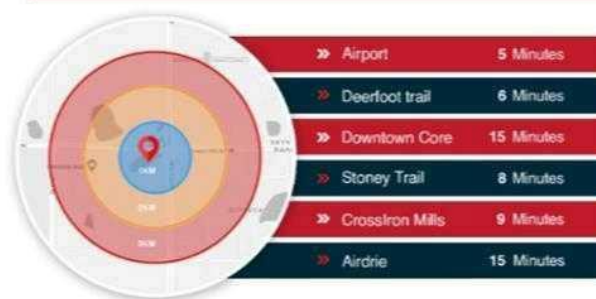 Airport 5 Minutes
Deerfoot trail 6 Minutes
Downtown Core 15 Minutes
Stoney Trail 8 Minutes
CrossIron Mills 9 Minutes
Airdrie 15 Minutes